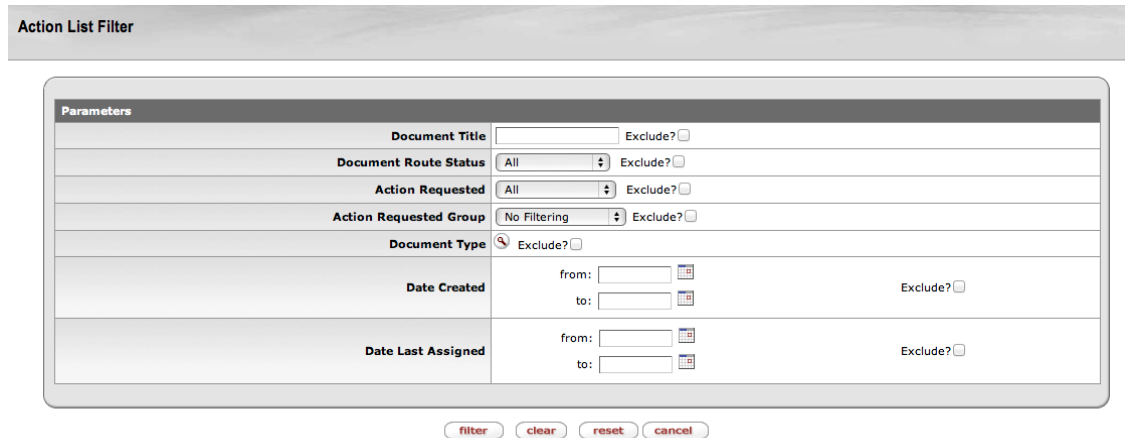 Action List Filter
Parameters
Document Title Exclude?
Document Route Status All Exclude?
Action Requested All Exclude?
Action Requested Group No Filtering Exclude?
Document Type Exclude?
Date Created from: to: Exclude?
Date Last Assigned from: to: Exclude?
filter clear reset cancel